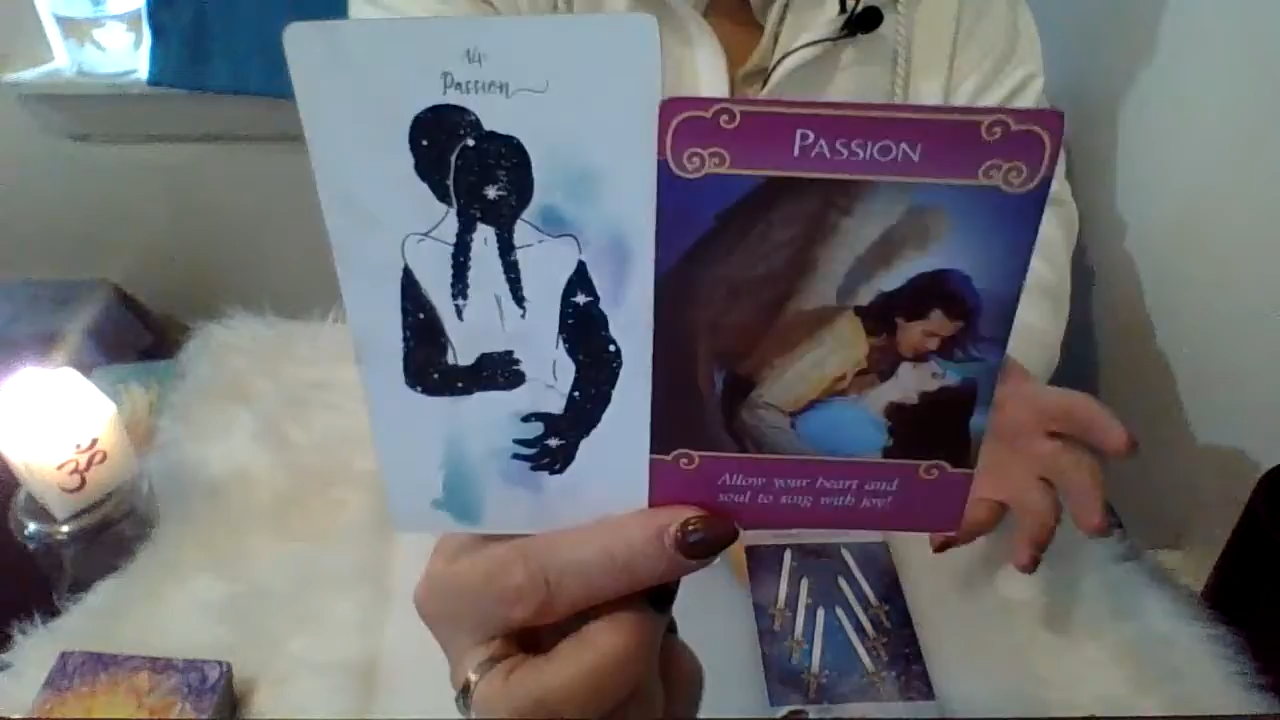 14
Passion
PASSION
Allow your heart and
soul to sing with joy!
ॐ